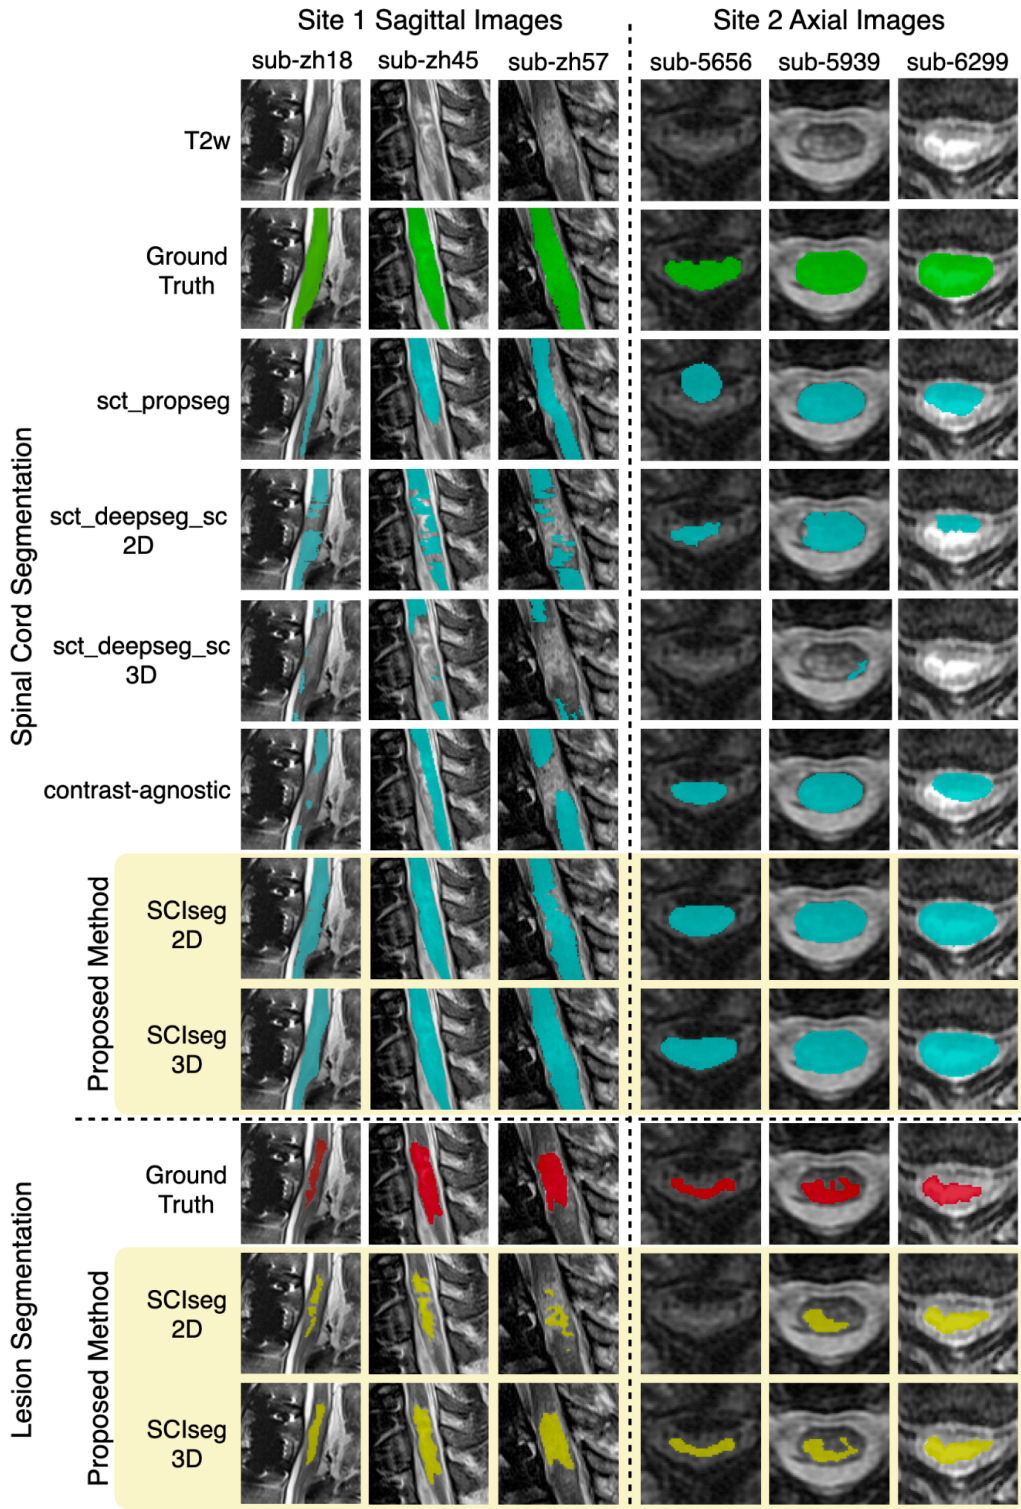 Site 1 Sagittal Images
Site 2 Axial Images
sub-zh18
sub-zh45
sub-zh57
sub-5656
sub-5939
sub-6299
Spinal Cord Segmentation
T2w
Ground
Truth
sct_propseg
sct_deepseg_sc
2D
sct_deepseg_sc
3D
contrast-agnostic
Proposed Method
SCIseg
2D
SCIseg
3D
Lesion Segmentation
Ground
Truth
Proposed Method
SCIseg
2D
SCIseg
3D